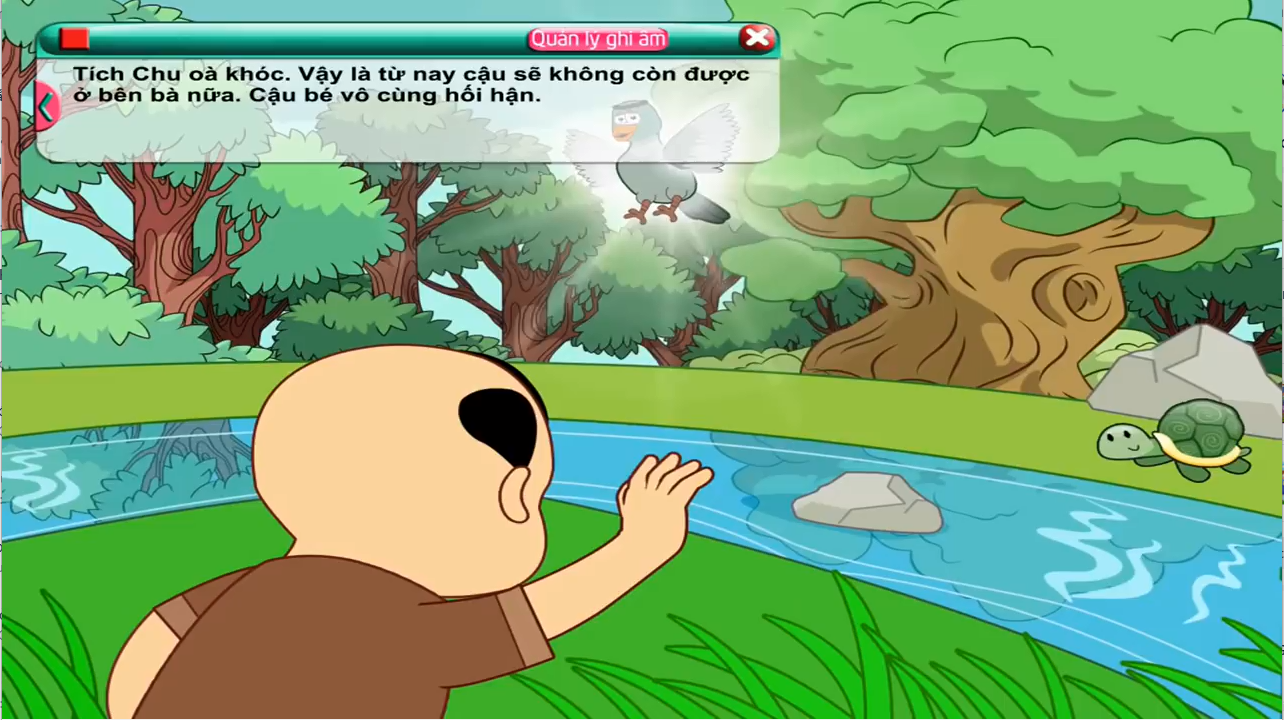 Quản lý ghi âm
Tích Chu oà khóc. Vậy là từ nay cậu sẽ không còn được
ở bên bà nữa. Cậu bé vô cùng hối hận.